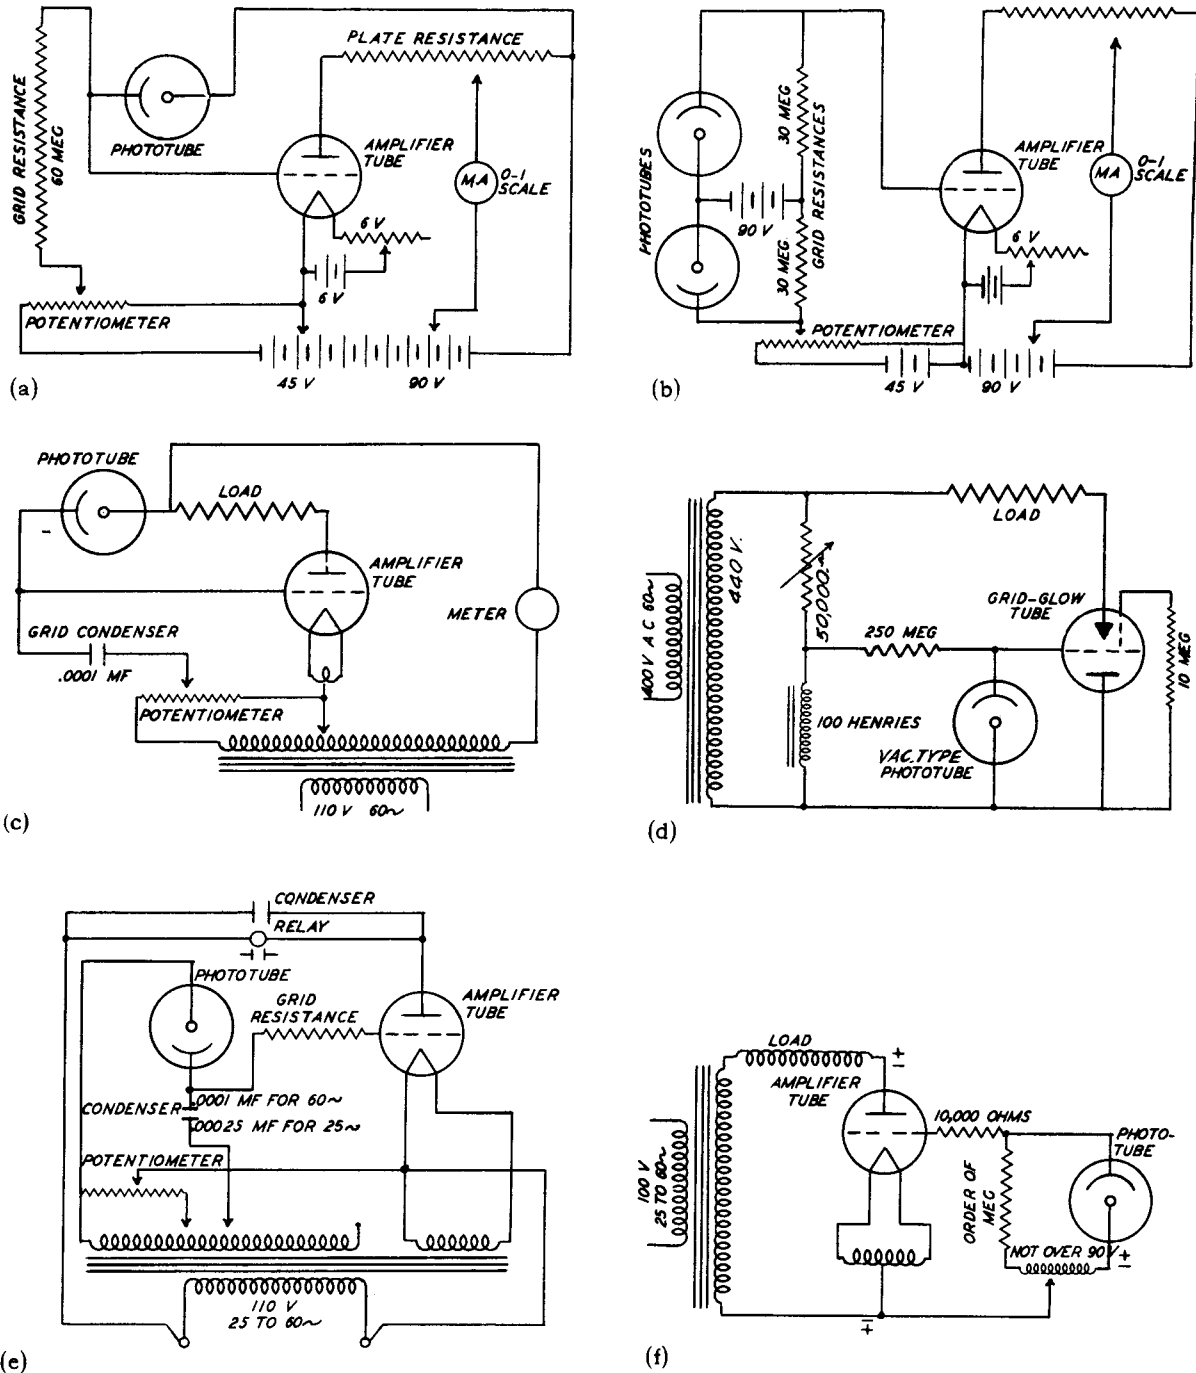 PLATE RESISTANCE
GRID RESISTANCE
60 MEG
PHOTOTUBE
AMPLIFIER
TUBE
MA
0-1
SCALE
6 V
6 V
POTENTIOMETER
45 V
90 V
(a)
PHOTOTUBES
30 MEG
30 MEG
GRID RESISTANCES
90 V
AMPLIFIER
TUBE
MA
0-1
SCALE
6 V
POTENTIOMETER
45 V
90 V
(b)
PHOTOTUBE
-
LOAD
AMPLIFIER
TUBE
METER
GRID CONDENSER
.0001 MF
POTENTIOMETER
110 V 60~
(c)
400V A C 60~
440 V.
50,000~
LOAD
GRID-GLOW
TUBE
250 MEG
10 MEG
100 HENRIES
VAC. TYPE
PHOTOTUBE
(d)
CONDENSER
RELAY
PHOTOTUBE
GRID
RESISTANCE
AMPLIFIER
TUBE
CONDENSER
.0001 MF FOR 60~
.00025 MF FOR 25~
POTENTIOMETER
110 V
25 TO 60~
(e)
LOAD
±
AMPLIFIER
TUBE
10,000 OHMS
PHOTO-
TUBE
100 V
25 TO 60~
ORDER OF
MEG
NOT OVER 90 V
±
∓
(f)